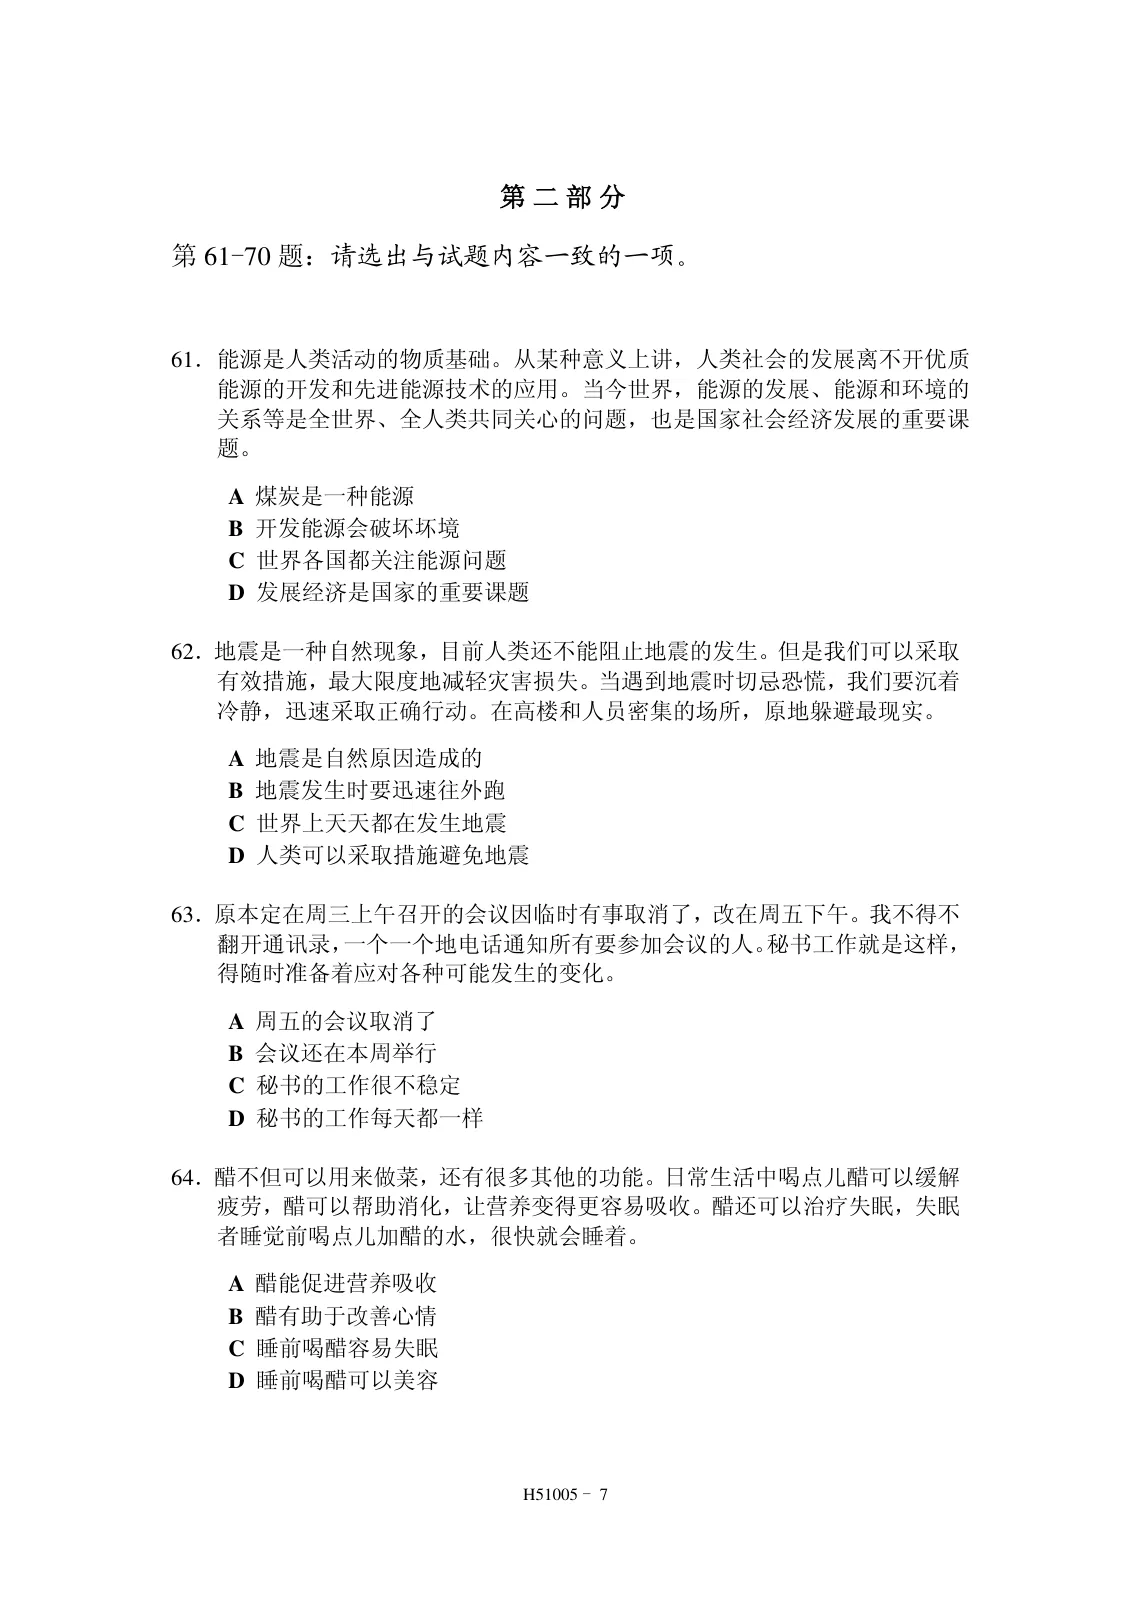 第二部分
第 61-70 题：请选出与试题内容一致的一项。
61．能源是人类活动的物质基础。从某种意义上讲，人类社会的发展离不开优质
能源的开发和先进能源技术的应用。当今世界，能源的发展、能源和环境的
关系等是全世界、全人类共同关心的问题，也是国家社会经济发展的重要课
题。
A 煤炭是一种能源
B 开发能源会破坏坏境
C 世界各国都关注能源问题
D 发展经济是国家的重要课题
62．地震是一种自然现象，目前人类还不能阻止地震的发生。但是我们可以采取
有效措施，最大限度地减轻灾害损失。当遇到地震时切忌恐慌，我们要沉着
冷静，迅速采取正确行动。在高楼和人员密集的场所，原地躲避最现实。
A 地震是自然原因造成的
B 地震发生时要迅速往外跑
C 世界上天天都在发生地震
D 人类可以采取措施避免地震
63．原本定在周三上午召开的会议因临时有事取消了，改在周五下午。我不得不
翻开通讯录，一个一个地电话通知所有要参加会议的人。秘书工作就是这样，
得随时准备着应对各种可能发生的变化。
A 周五的会议取消了
B 会议还在本周举行
C 秘书的工作很不稳定
D 秘书的工作每天都一样
64．醋不但可以用来做菜，还有很多其他的功能。日常生活中喝点儿醋可以缓解
疲劳，醋可以帮助消化，让营养变得更容易吸收。醋还可以治疗失眠，失眠
者睡觉前喝点儿加醋的水，很快就会睡着。
A 醋能促进营养吸收
B 醋有助于改善心情
C 睡前喝醋容易失眠
D 睡前喝醋可以美容
H51005－ 7